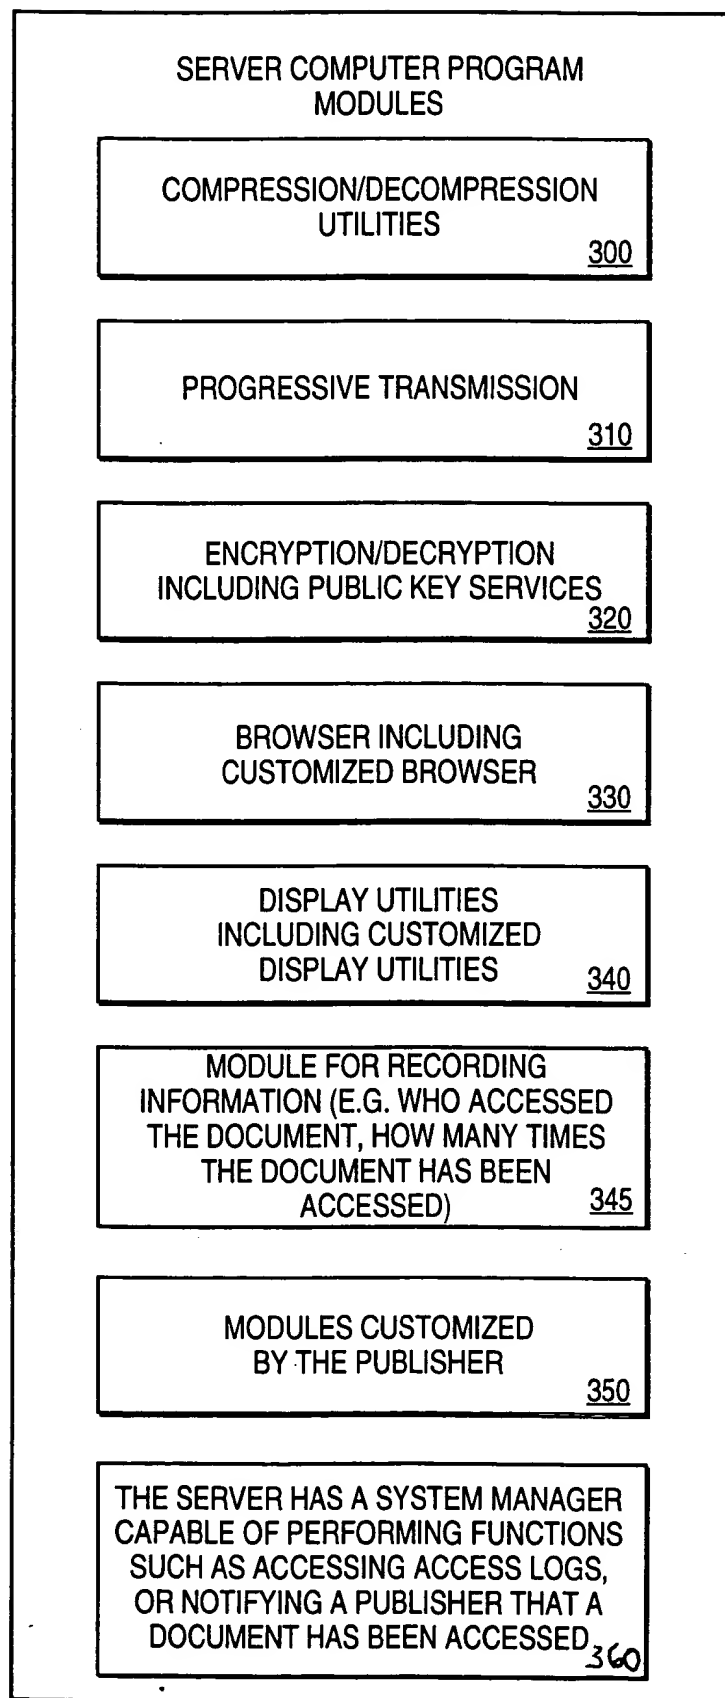 SERVER COMPUTER PROGRAM
MODULES
COMPRESSION/DECOMPRESSION
UTILITIES
300
PROGRESSIVE TRANSMISSION
310
ENCRYPTION/DECRYPTION
INCLUDING PUBLIC KEY SERVICES
320
BROWSER INCLUDING
CUSTOMIZED BROWSER
330
DISPLAY UTILITIES
INCLUDING CUSTOMIZED
DISPLAY UTILITIES
340
MODULE FOR RECORDING
INFORMATION (E.G. WHO ACCESSED
THE DOCUMENT, HOW MANY TIMES
THE DOCUMENT HAS BEEN
ACCESSED)
345
MODULES CUSTOMIZED
BY THE PUBLISHER
350
THE SERVER HAS A SYSTEM MANAGER
CAPABLE OF PERFORMING FUNCTIONS
SUCH AS ACCESSING ACCESS LOGS,
OR NOTIFYING A PUBLISHER THAT A
DOCUMENT HAS BEEN ACCESSED
360